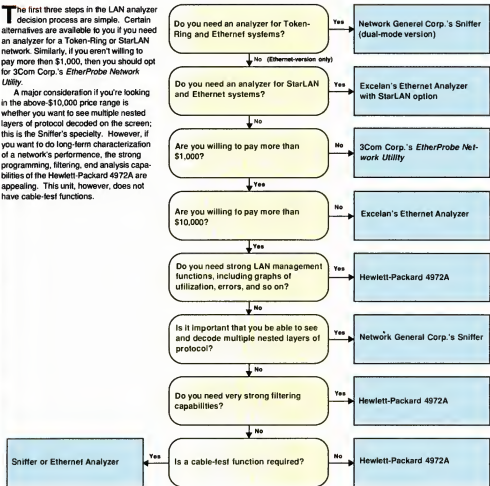 The first three steps in the LAN analyzer
decision process are simple. Certain
alternatives are available to you if you need
an analyzer for a Token-Ring or StarLAN
network. Similarly, if you eren't willing to
pay more than $1,000, then you should opt
for 3Com Corp.'s EtherProbe Network
Utility.
A major consideration if you're looking
in the above-$10,000 price range is
whether you want to see multiple nested
layers of protocol decoded on the screen;
this is the Sniffer's specialty. However, if
you want to do long-term characterization
of a network's performance, the strong
programming, filtering, end analysis capa-
bilities of the Hewlett-Packard 4972A are
appealing. This unit, however, does not
have cable-test functions.
Do you need an analyzer for Token-
Ring and Ethernet systems?
Yes
Network General Corp.'s Sniffer
(dual-mode version)
No (Ethernet-version only)
Do you need an analyzer for StarLAN
and Ethernet systems?
Yes
Excelan's Ethernet Analyzer
with StarLAN option
No
Are you willing to pay more than
$1,000?
No
3Com Corp.'s EtherProbe Net-
work Utility
Yes
Are you willing to pay more than
$10,000?
No
Excelan's Ethernet Analyzer
Yes
Do you need strong LAN management
functions, including graphs of
utilization, errors, and so on?
Yes
Hewlett-Packard 4972A
No
Is it important that you be able to see
and decode multiple nested layers of
protocol?
Yes
Network General Corp.'s Sniffer
No
Do you need very strong filtering
capabilities?
Yes
Hewlett-Packard 4972A
No
Is a cable-test function required?
Yes
Sniffer or Ethernet Analyzer
No
Hewlett-Packard 4972A